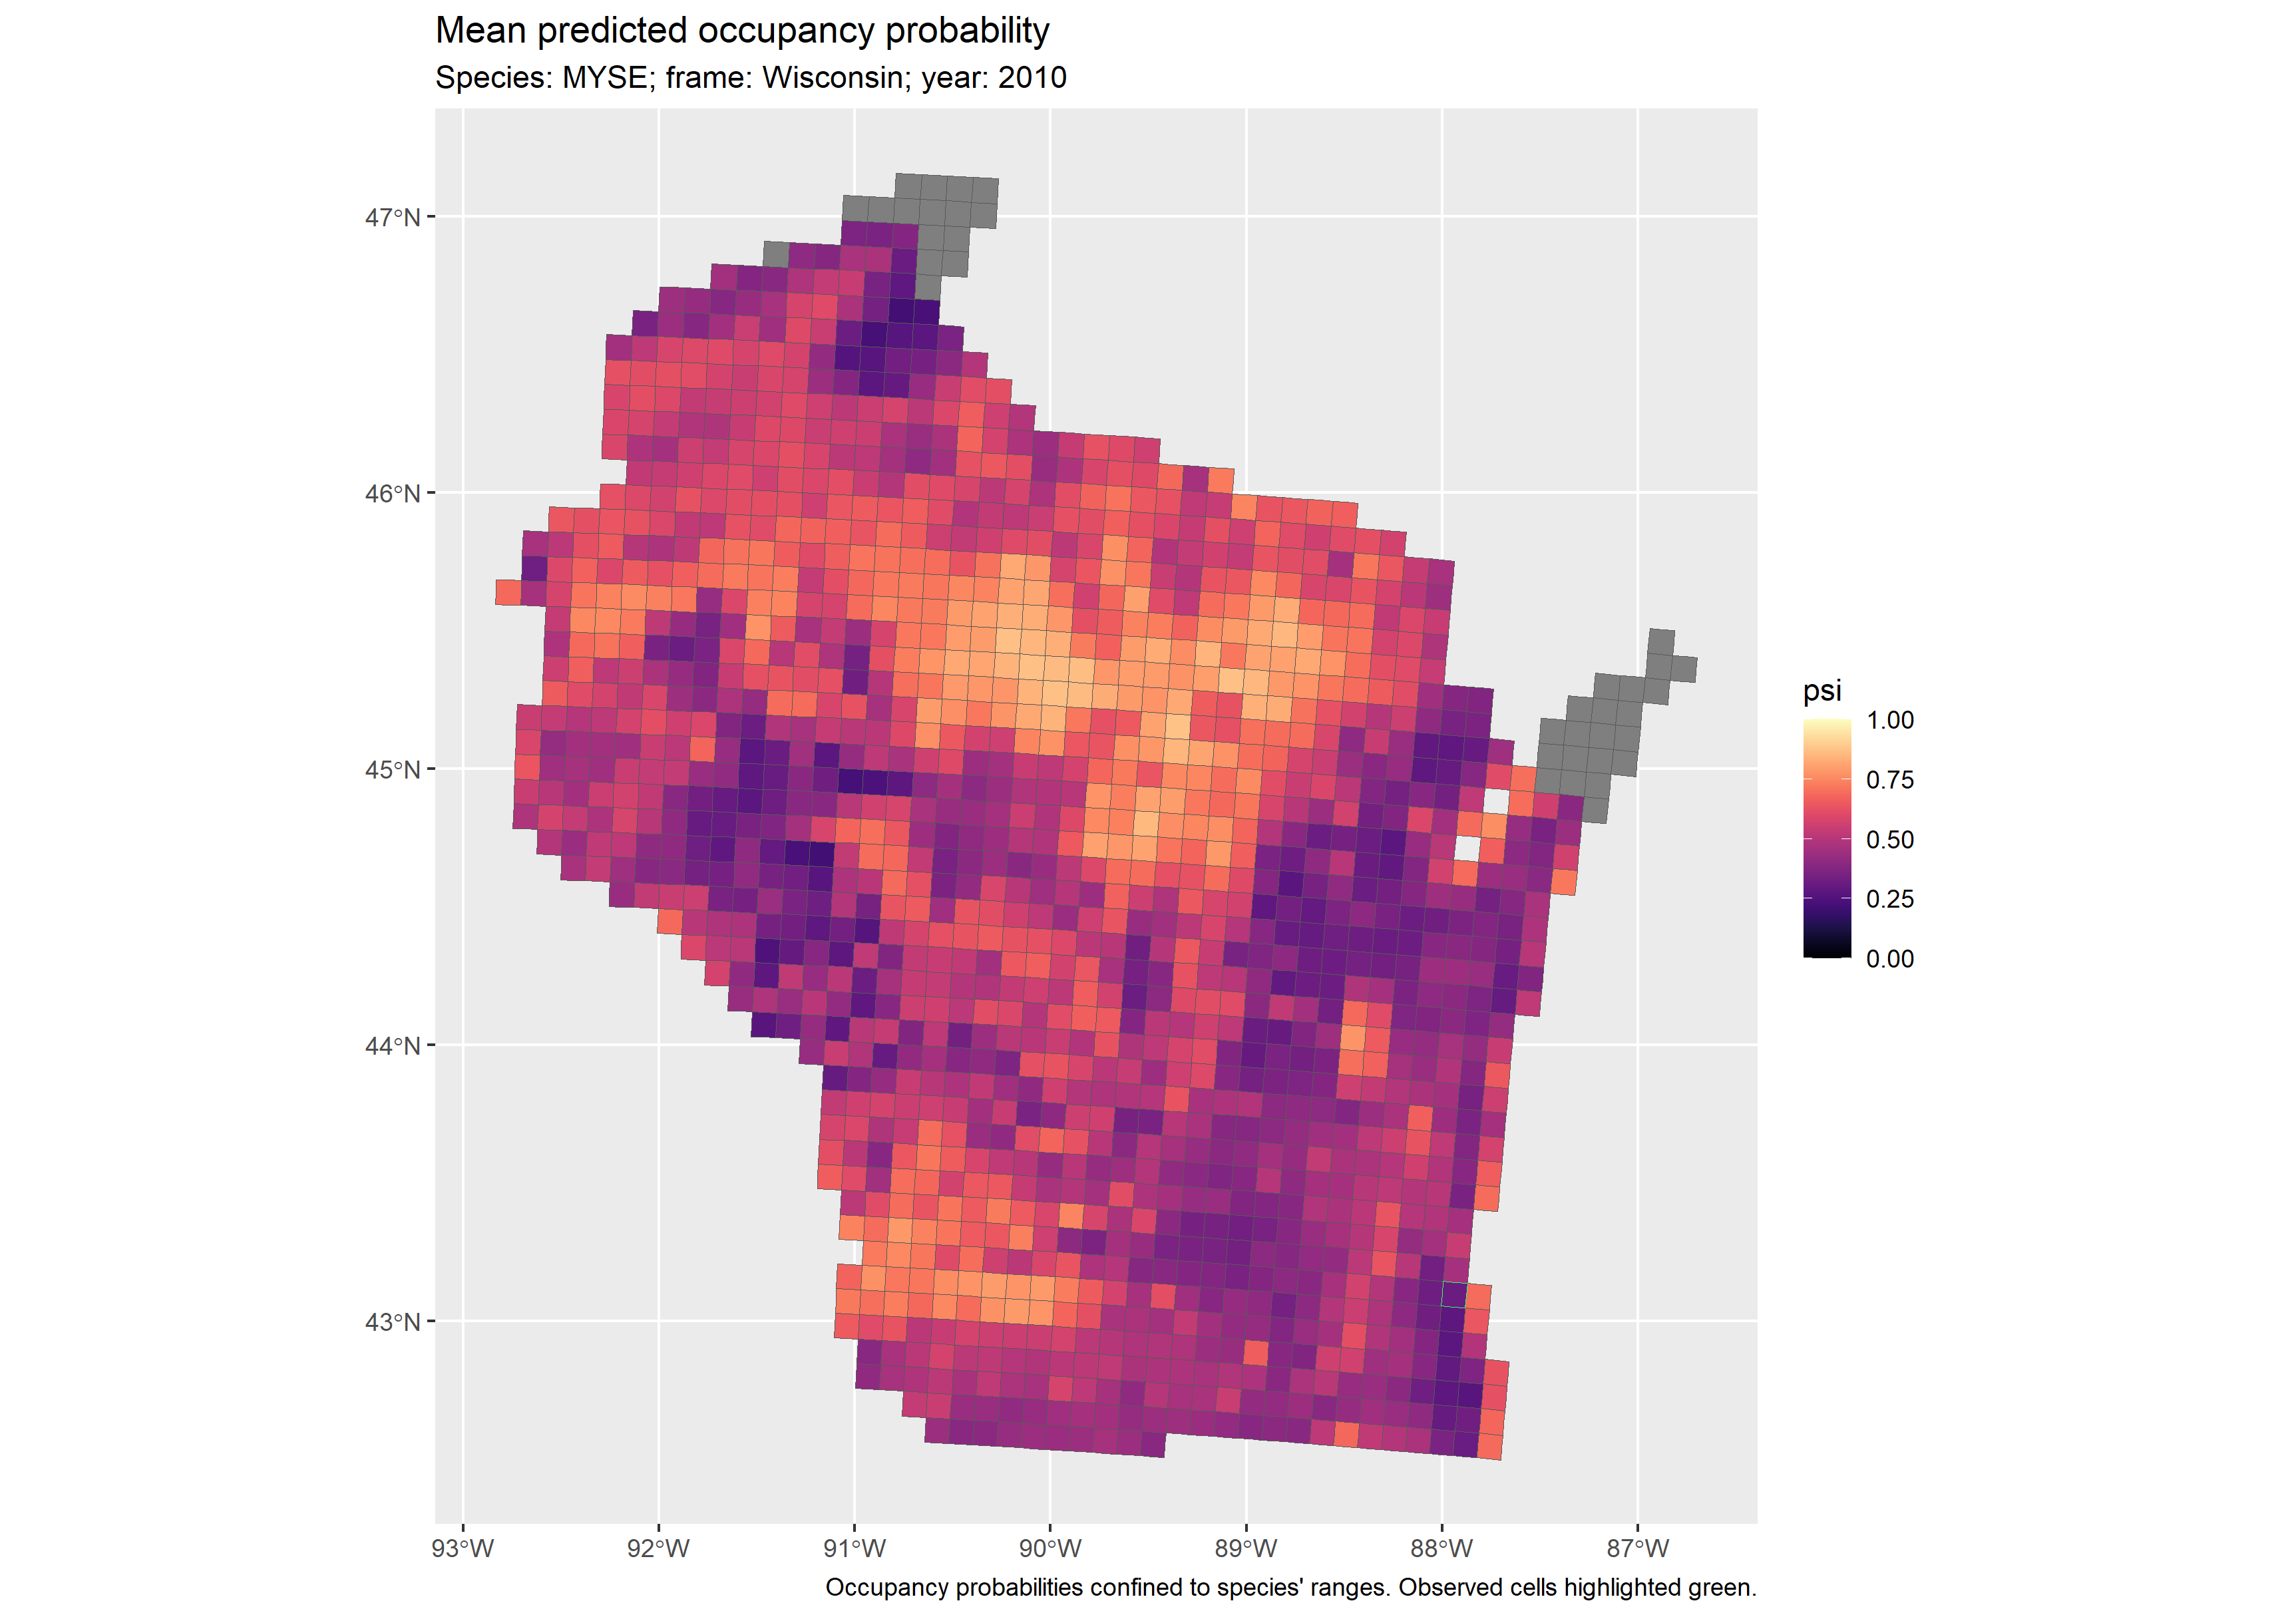 Mean predicted occupancy probability
Species: MYSE; frame: Wisconsin; year: 2010
47°N
46°N
45°N
44°N
43°N
93°W
92°W
91°W
90°W
89°W
88°W
87°W
psi
1.00
0.75
0.50
0.25
0.00
Occupancy probabilities confined to species' ranges. Observed cells highlighted green.